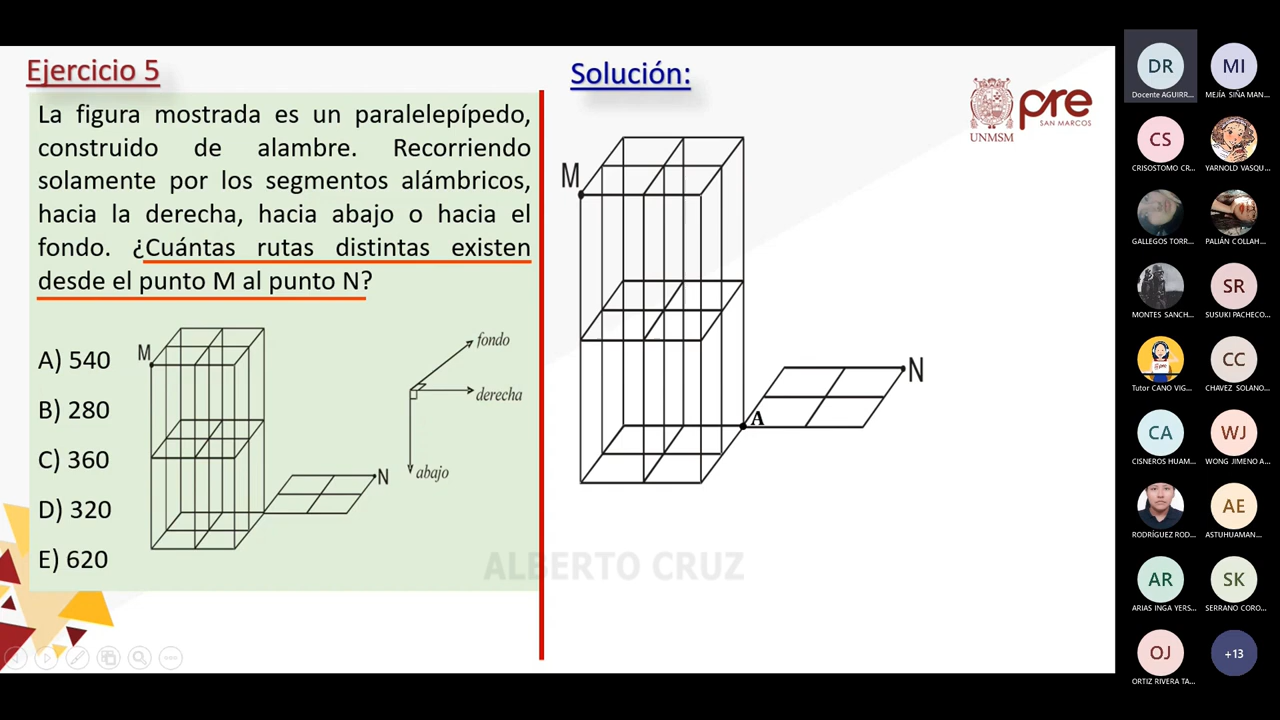 Ejercicio 5
La figura mostrada es un paralelepípedo,
construido de alambre. Recorriendo
solamente por los segmentos alámbricos,
hacia la derecha, hacia abajo o hacia el
fondo. ¿Cuántas rutas distintas existen
desde el punto M al punto N?
A) 540
B) 280
C) 360
D) 320
E) 620
M
N
fondo
derecha
abajo
Solución:
UNMSM
pre
SAN MARCOS
M
A
N
ALBERTO CRUZ
DR
Docente AGUIRR...
MI
MEJÍA SIÑA MAN...
CS
CRISOSTOMO CR...
YARNOLD VASQU...
GALLEGOS TORR...
PALIÁN COLLAH...
MONTES SANCH...
SR
SUSUKI PACHECO...
Tutor CANO VIG...
CC
CHAVEZ SOLANO...
CA
CISNEROS HUAM...
WJ
WONG JIMENO A...
RODRÍGUEZ ROD...
AE
ASTUHUAMAN...
AR
ARIAS INGA YERS...
SK
SERRANO CORO...
OJ
ORTIZ RIVERA TA...
+13